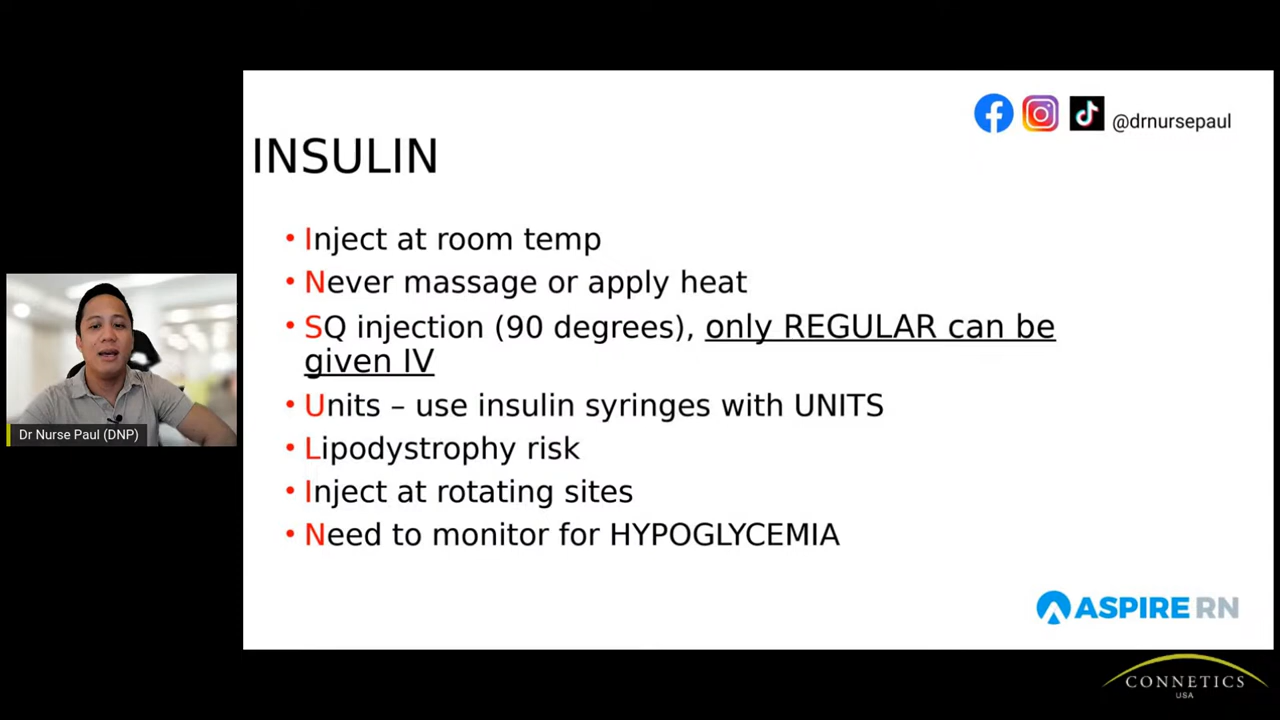 @drnursepaul
INSULIN
• Inject at room temp
• Never massage or apply heat
• SQ injection (90 degrees), only REGULAR can be
given IV
• Units – use insulin syringes with UNITS
• Lipodystrophy risk
• Inject at rotating sites
• Need to monitor for HYPOGLYCEMIA
Dr Nurse Paul (DNP)
ASPIRE RN
CONNETICS
USA